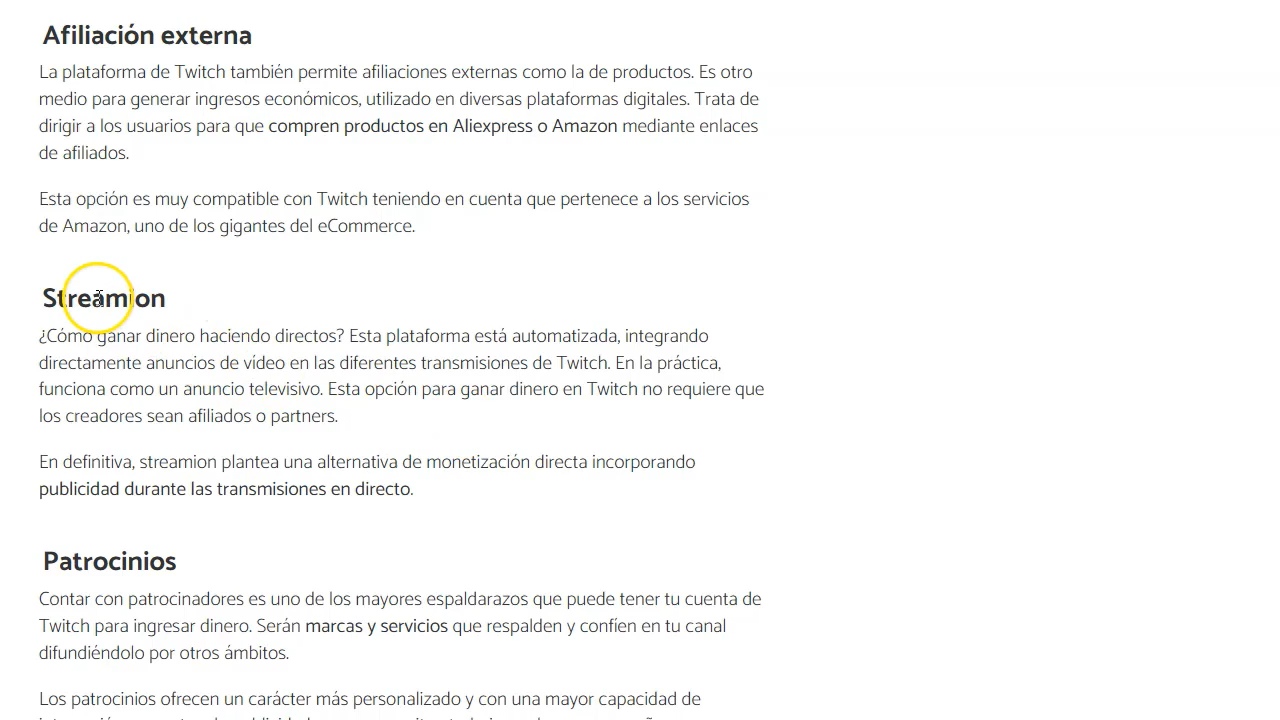 Afiliación externa
La plataforma de Twitch también permite afiliaciones externas como la de productos. Es otro
medio para generar ingresos económicos, utilizado en diversas plataformas digitales. Trata de
dirigir a los usuarios para que compren productos en Aliexpress o Amazon mediante enlaces
de afiliados.
Esta opción es muy compatible con Twitch teniendo en cuenta que pertenece a los servicios
de Amazon, uno de los gigantes del eCommerce.
Streamion
¿Cómo ganar dinero haciendo directos? Esta plataforma está automatizada, integrando
directamente anuncios de vídeo en las diferentes transmisiones de Twitch. En la práctica,
funciona como un anuncio televisivo. Esta opción para ganar dinero en Twitch no requiere que
los creadores sean afiliados o partners.
En definitiva, streamion plantea una alternativa de monetización directa incorporando
publicidad durante las transmisiones en directo.
Patrocinios
Contar con patrocinadores es uno de los mayores espaldarazos que puede tener tu cuenta de
Twitch para ingresar dinero. Serán marcas y servicios que respalden y confíen en tu canal
difundiéndolo por otros ámbitos.
Los patrocinios ofrecen un carácter más personalizado y con una mayor capacidad de